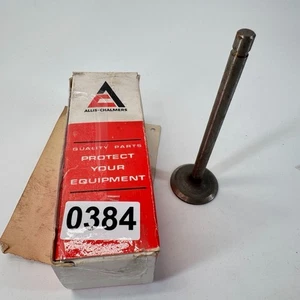 ALLIS-CHALMERS
QUALITY PARTS
PROTECT
YOUR
EQUIPMENT
0384